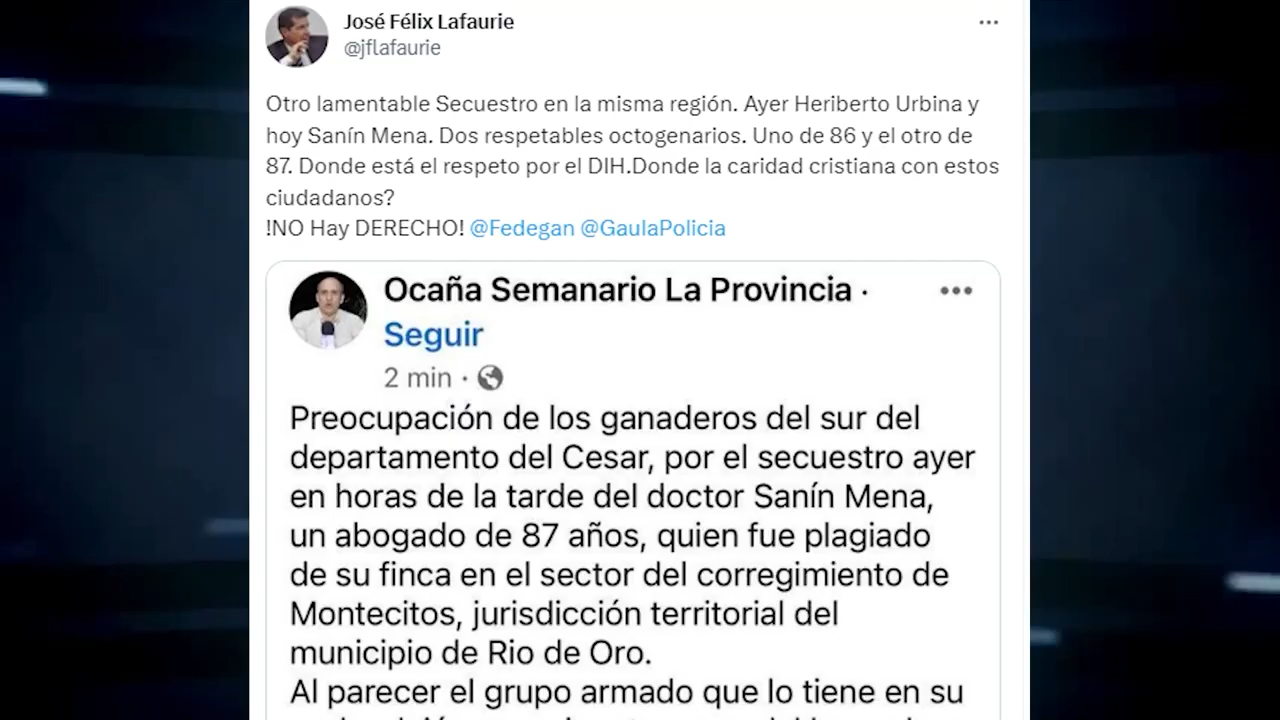 José Félix Lafaurie
@jflafaurie
Otro lamentable Secuestro en la misma región. Ayer Heriberto Urbina y
hoy Sanín Mena. Dos respetables octogenarios. Uno de 86 y el otro de
87. Donde está el respeto por el DIH.Donde la caridad cristiana con estos
ciudadanos?
!NO Hay DERECHO! @Fedegan @GaulaPolicia
Ocaña Semanario La Provincia ·
Seguir
2 min ·
Preocupación de los ganaderos del sur del
departamento del Cesar, por el secuestro ayer
en horas de la tarde del doctor Sanín Mena,
un abogado de 87 años, quien fue plagiado
de su finca en el sector del corregimiento de
Montecitos, jurisdicción territorial del
municipio de Rio de Oro.
Al parecer el grupo armado que lo tiene en su